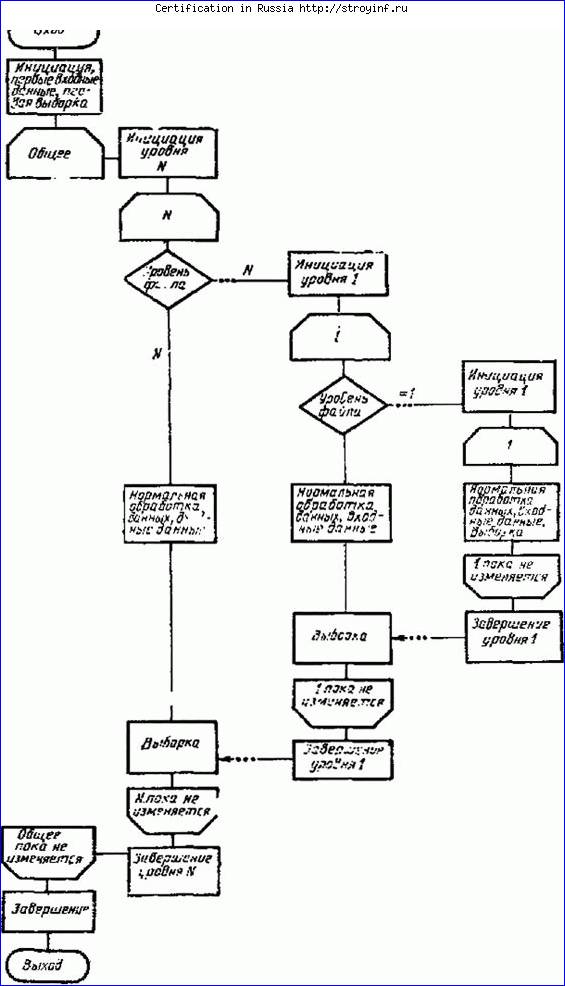 Certification in Russia http://stroyinf.ru
Вход
Инициация,
первые входные
данные,
выборка
Общее
Инициация
уровня
N
N
Уровень
N
Инициация
уровня 1
N
i
Уровень
файла
=1
Инициация
уровня 1
1
Нормальная
обработка
данных,
данные
Нормальная
обработка
данных, входные
данные
Нормальная
обработка
данных, входные
данные,
выборка
1 пока не
изменяется
Завершение
уровня 1
Выборка
1 пока не
изменяется
Завершение
уровня 1
Выборка
N пока не
изменяется
Завершение
уровня N
Общее
пока не
изменяется
Завершение
Выход